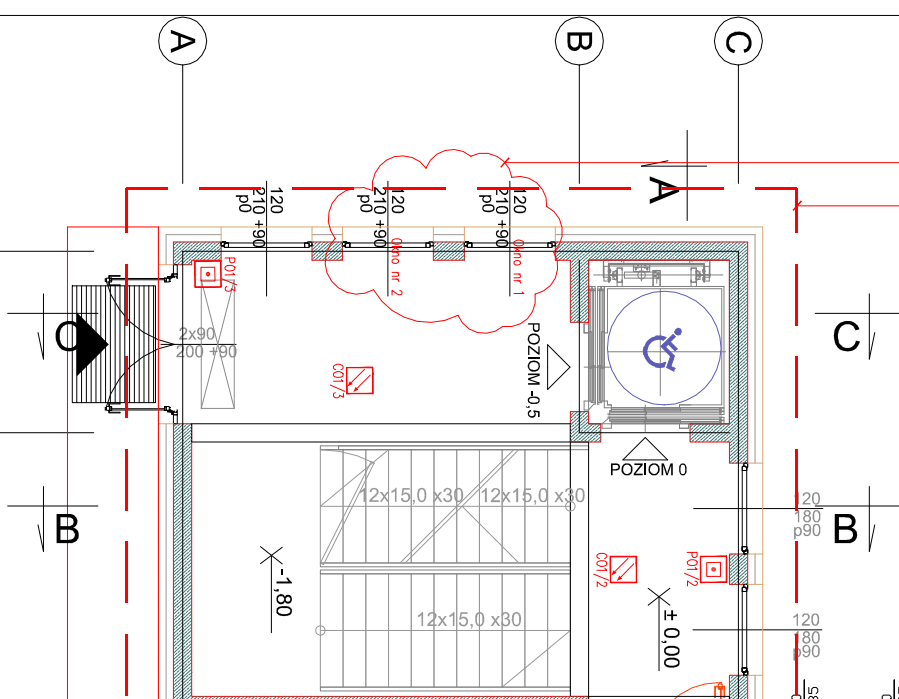 A
B
C
A
120
210 +90
p0
120
210 +90
p0
120
210 +90
p0
Okno nr 2
Okno nr 1
P01/3
C
2x90
200 +90
C01/3
POZIOM -0,5
C
POZIOM 0
12x15,0 x30
12x15,0 x30
B
120
180
p90
B
C01/2
P01/2
-1,80
± 0,00
12x15,0 x30
120
180
p90